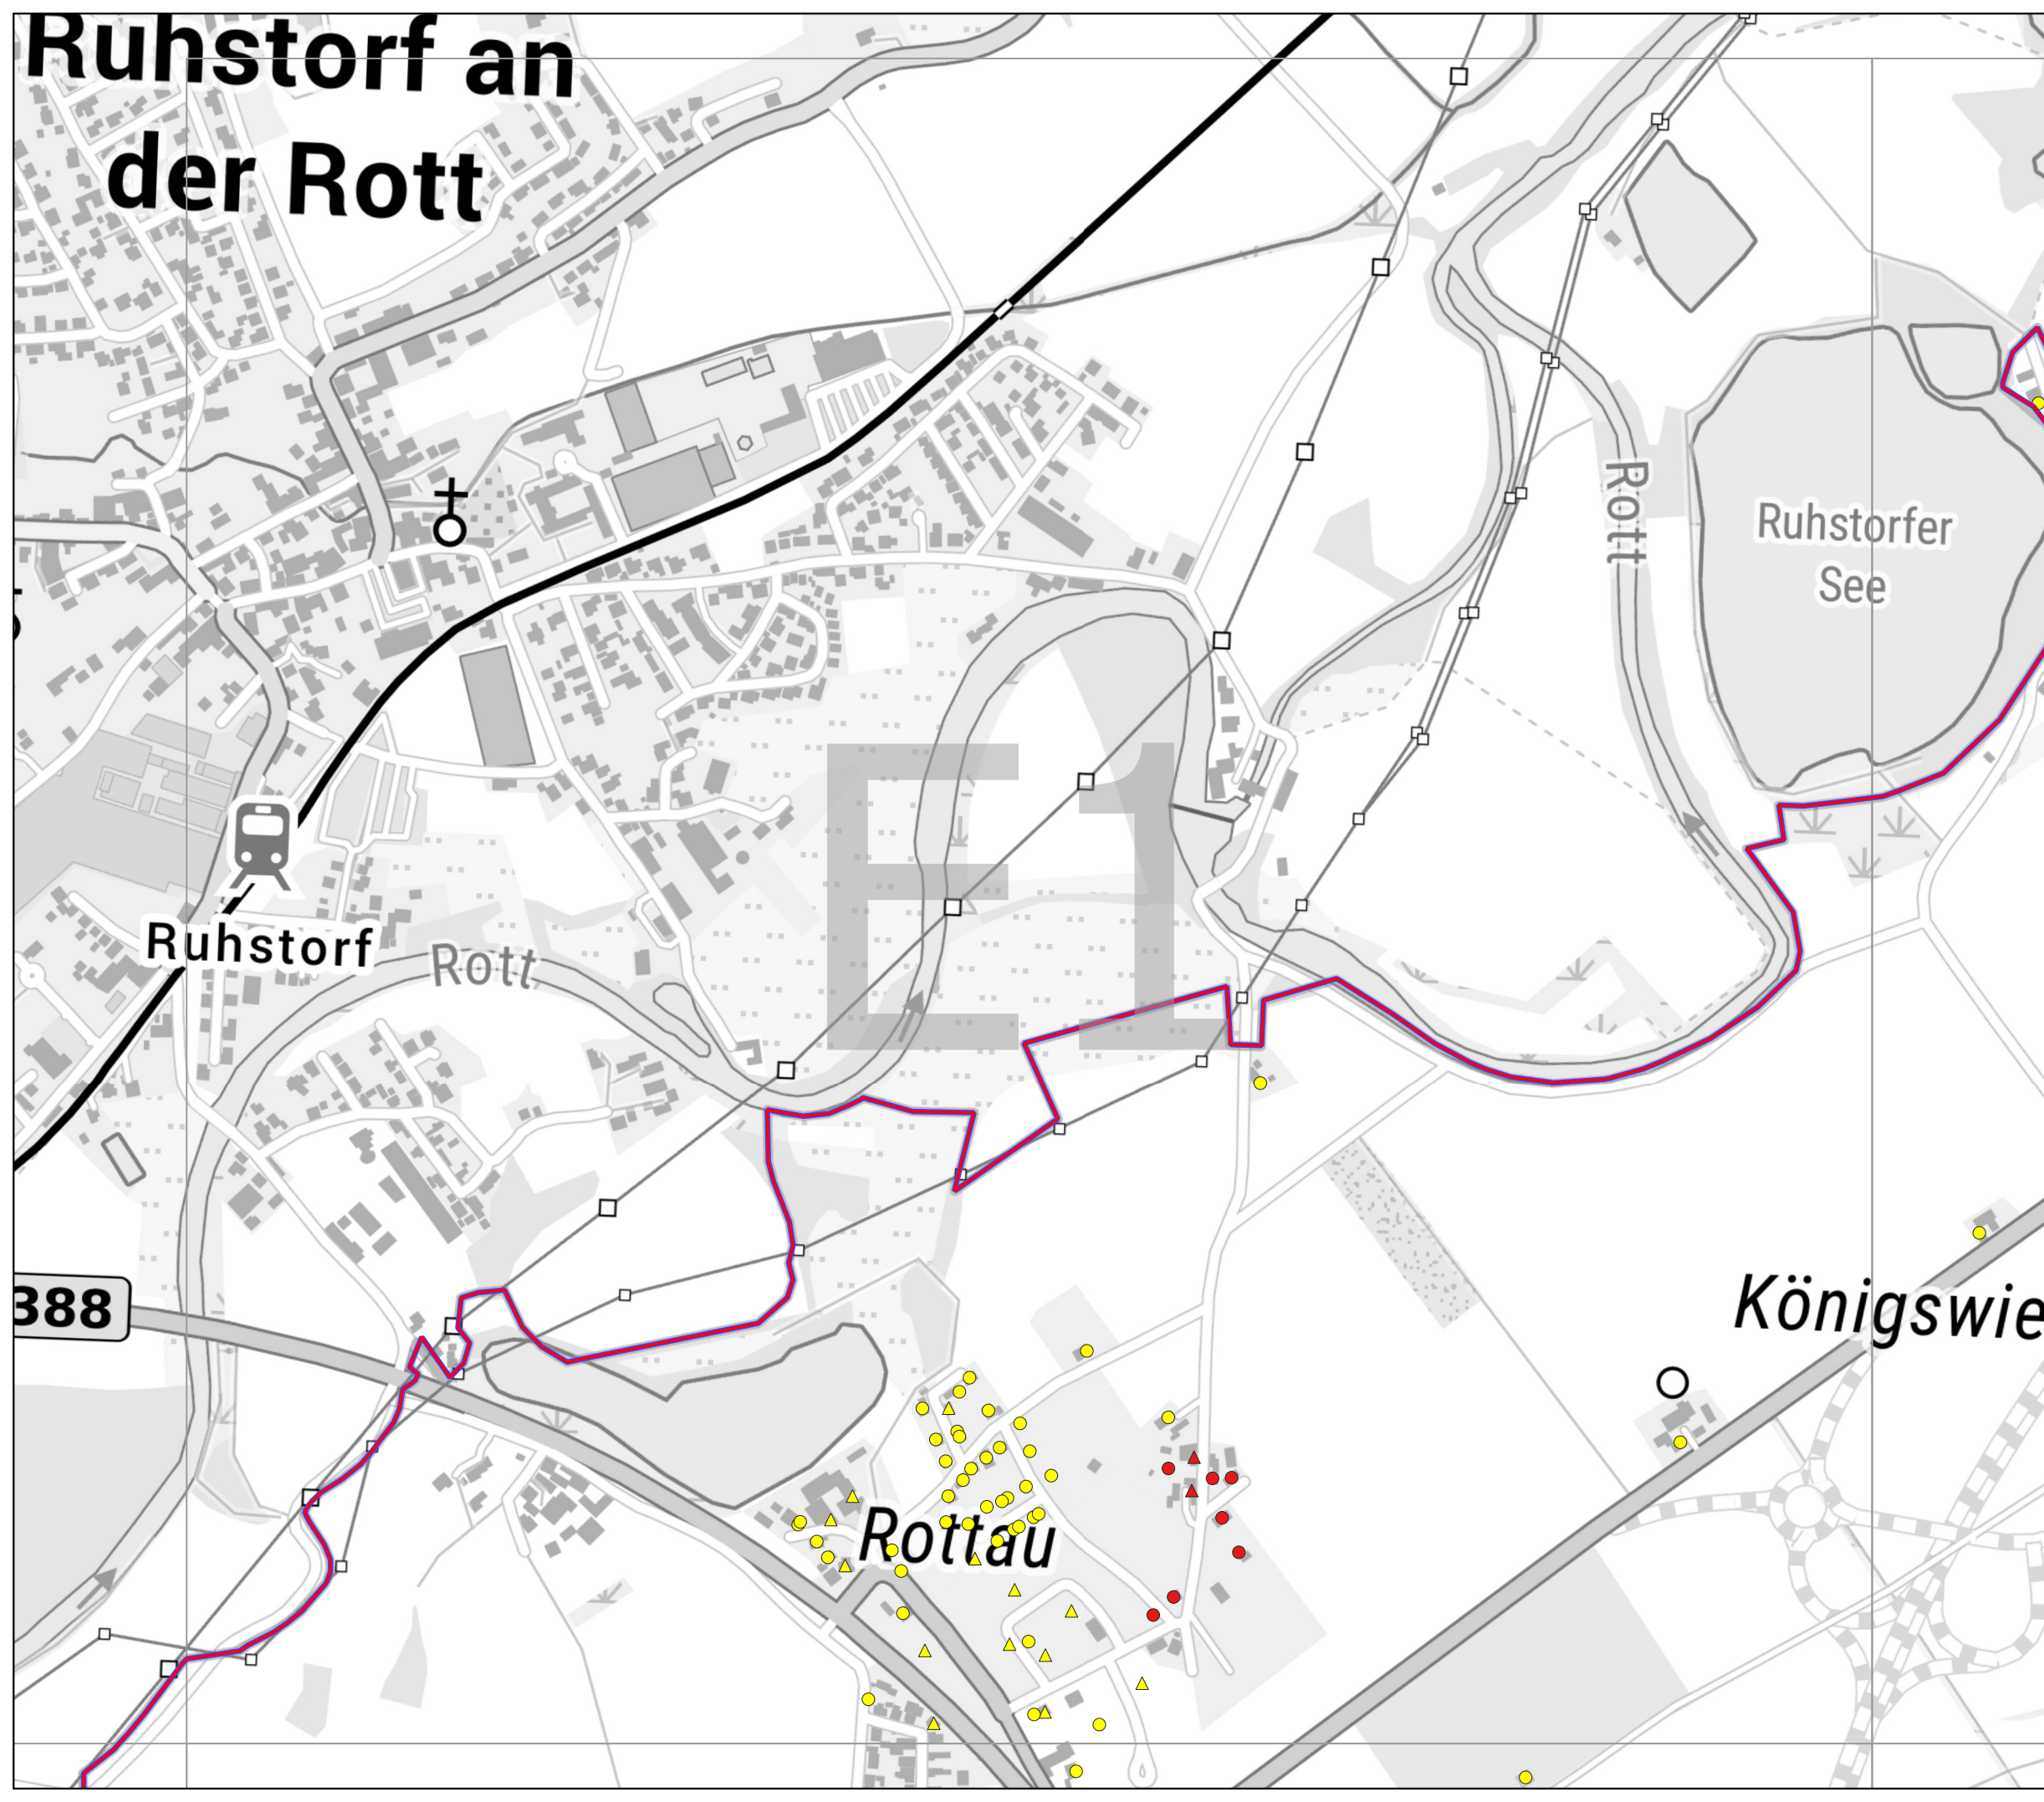 Ruhstorf an
der Rott
Rott
Ruhstorfer
See
E1
Ruhstorf
Rott
388
Königswie
Rottau